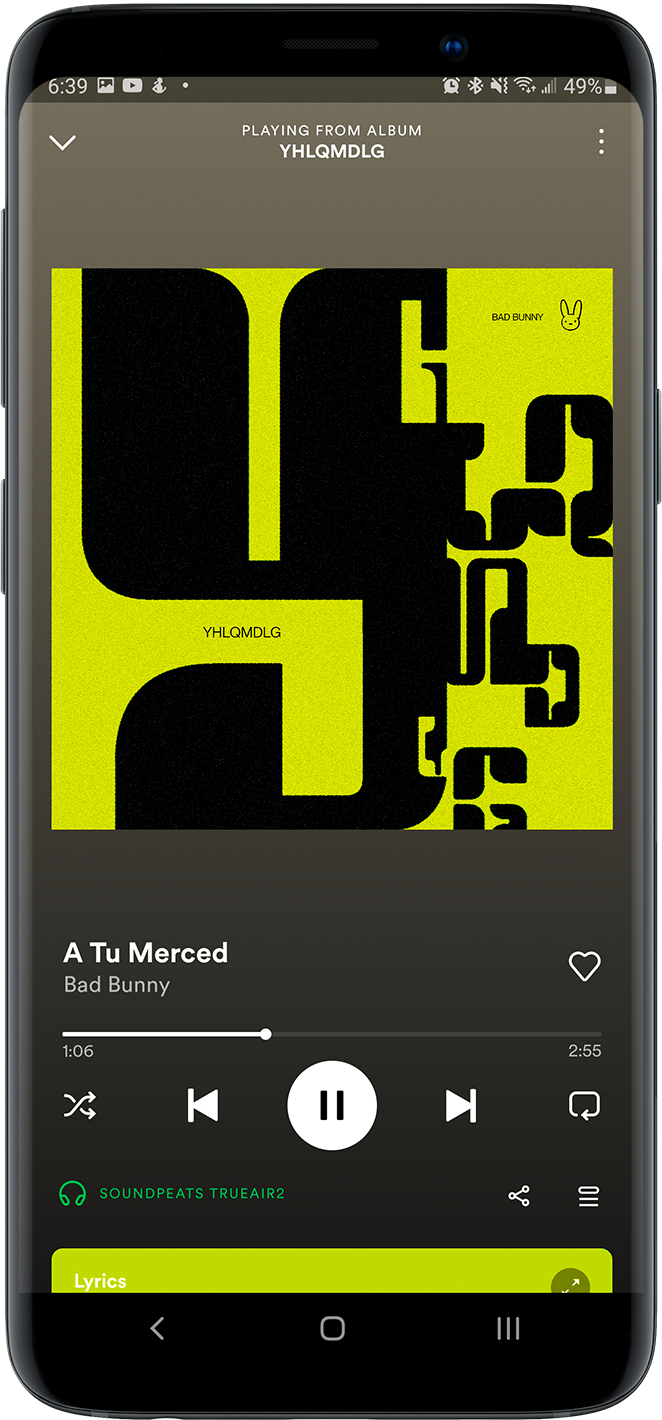 6:39 49%
PLAYING FROM ALBUM
YHLQMDLG
BAD BUNNY
YHLQMDLG
A Tu Merced
Bad Bunny
1:06 2:55
SOUNDPEATS TRUEAIR2
Lyrics